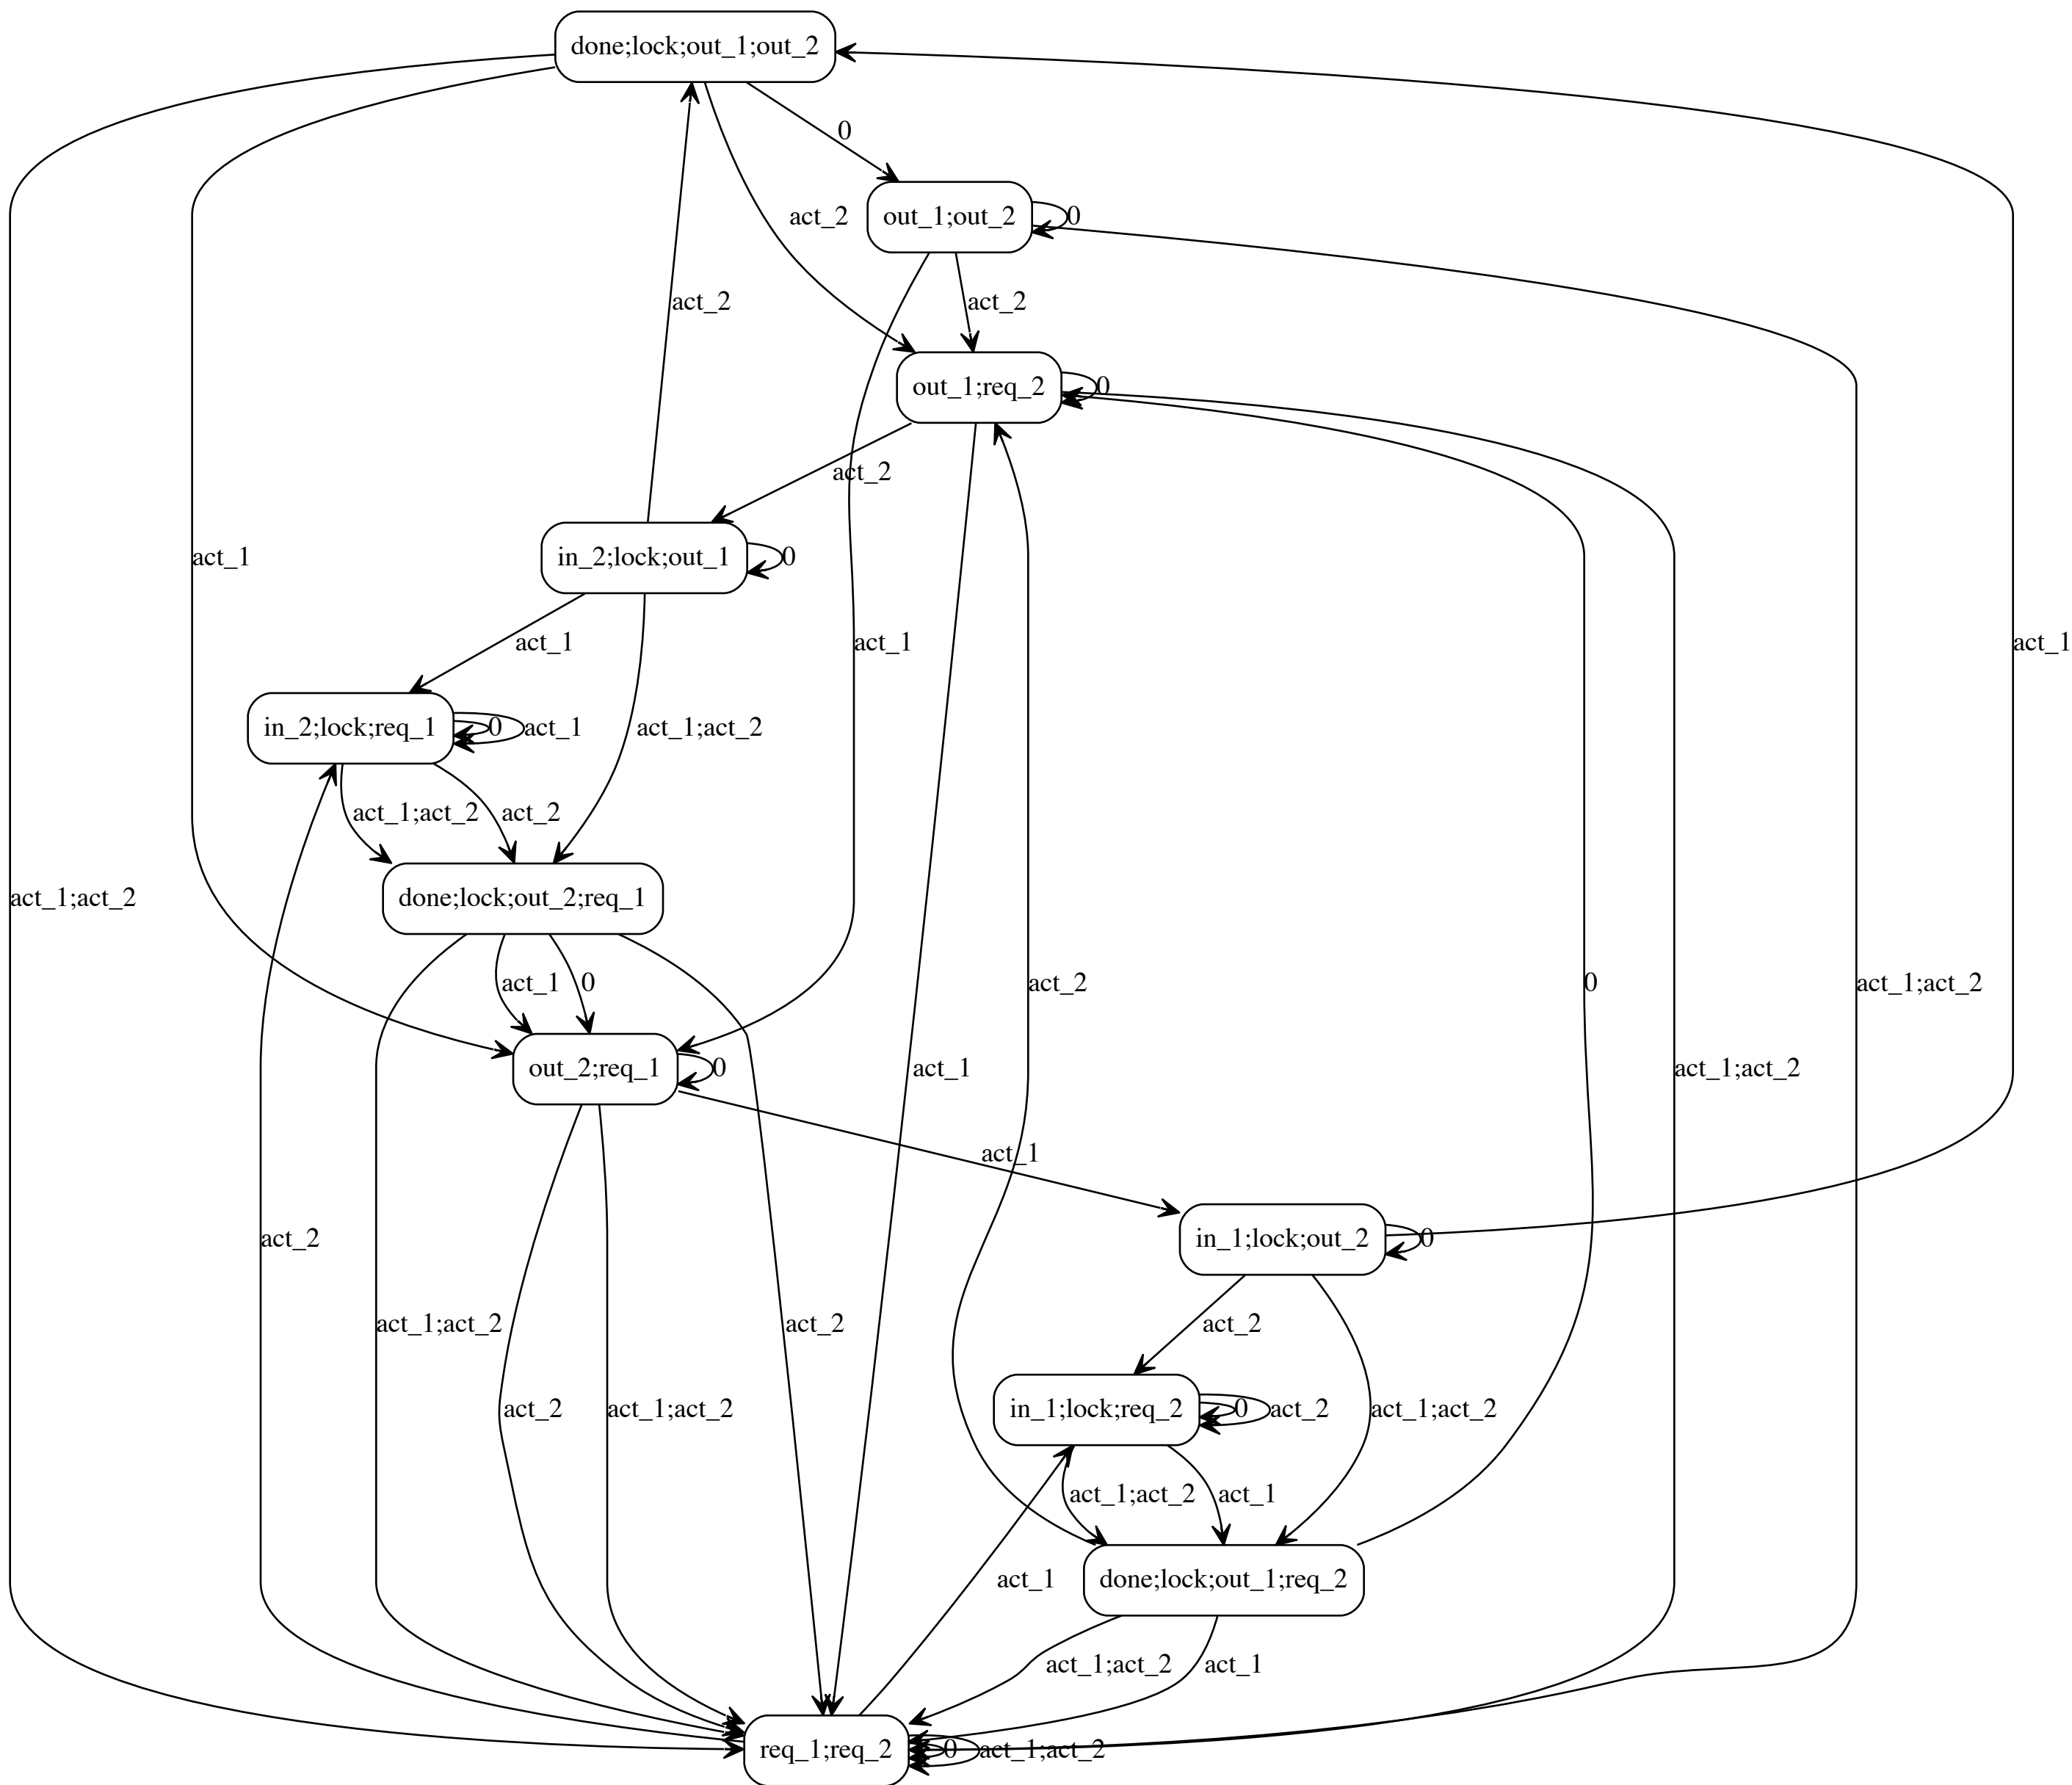 done;lock;out_1;out_2
0
out_1;out_2
0
act_2
act_2
act_2
out_1;req_2
0
act_2
in_2;lock;out_1
0
act_1
act_1
act_1
act_1
in_2;lock;req_1
0
act_1
act_1;act_2
act_1;act_2
act_2
done;lock;out_2;req_1
act_1;act_2
act_1
0
act_2
0
act_1;act_2
out_2;req_1
0
act_1
act_1;act_2
act_1
act_2
in_1;lock;out_2
0
act_1;act_2
act_2
act_2
act_2
act_1;act_2
in_1;lock;req_2
0
act_2
act_1;act_2
act_1;act_2
act_1
act_1
done;lock;out_1;req_2
act_1;act_2
act_1
req_1;req_2
0
act_1;act_2